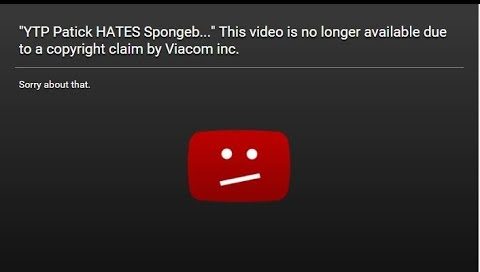 "YTP Patick HATES Spongeb..." This video is no longer available due
to a copyright claim by Viacom inc.
Sorry about that.